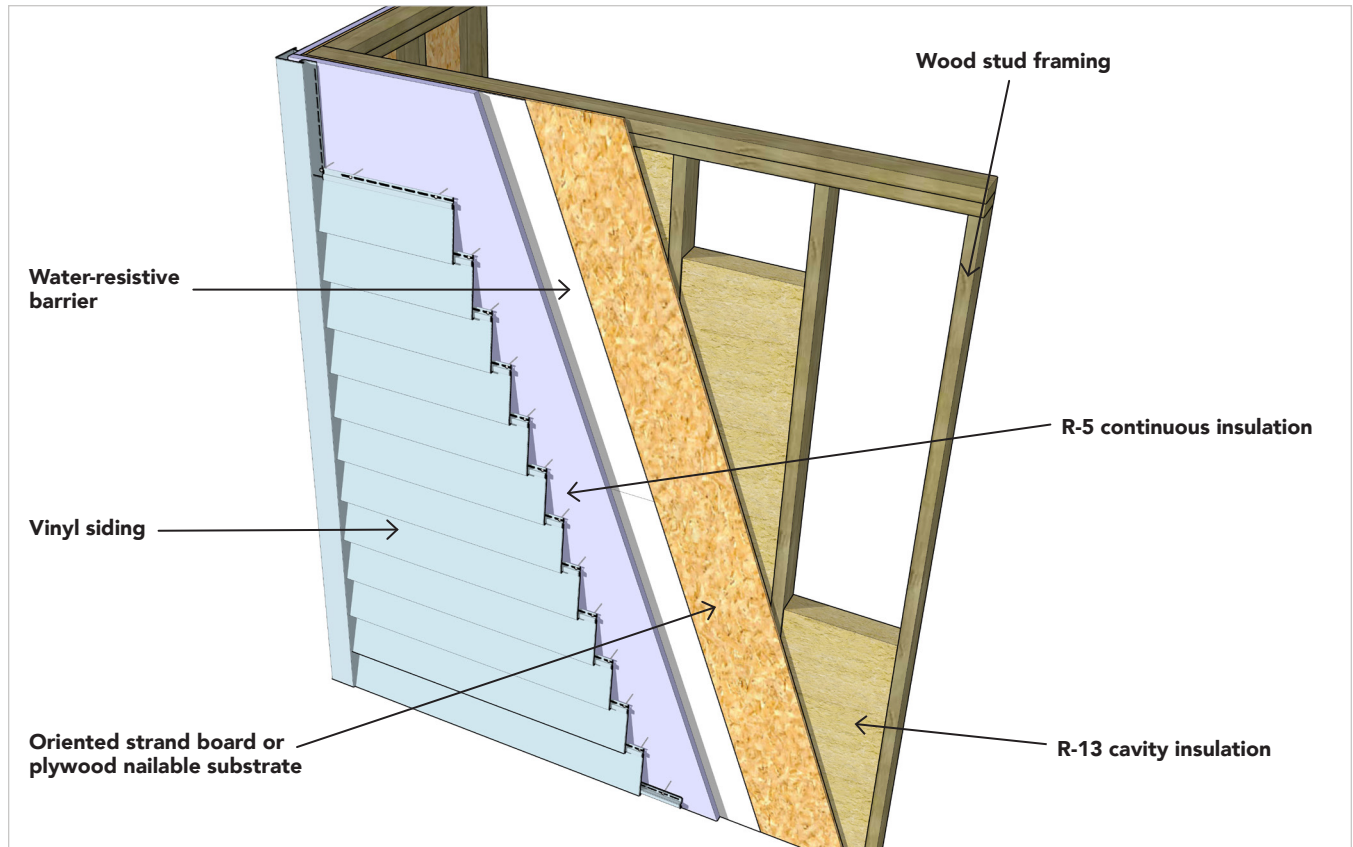 Wood stud framing
Water-resistive
barrier
R-5 continuous insulation
Vinyl siding
Oriented strand board or
plywood nailable substrate
R-13 cavity insulation